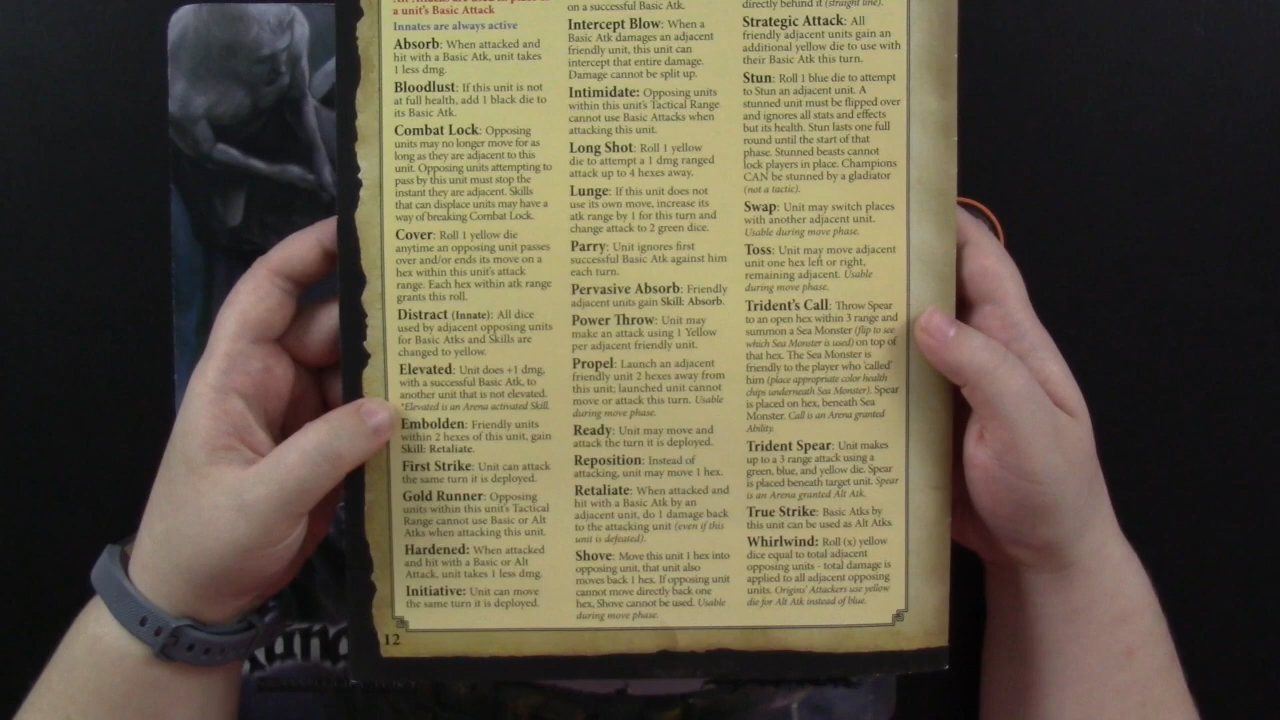 a unit's Basic Attack
Innates are always active
Absorb: When attacked and
hit with a Basic Atk, unit takes
1 less dmg.
Bloodlust: If this unit is not
at full health, add 1 black die to
its Basic Atk.
Combat Lock: Opposing
units may no longer move for as
long as they are adjacent to this
unit. Opposing units attempting to
pass by this unit must stop the
instant they are adjacent. Skills
that can displace units may have a
way of breaking Combat Lock.
Cover: Roll 1 yellow die
anytime an opposing unit passes
over and/or ends its move on a
hex within this unit's attack
range. Each hex within atk range
grants this roll.
Distract (Innate): All dice
used by adjacent opposing units
for Basic Atks and Skills are
changed to yellow.
Elevated: Unit does +1 dmg,
with a successful Basic Atk, to
another unit that is not elevated.
*Elevated is an Arena activated Skill.
Embolden: Friendly units
within 2 hexes of this unit, gain
Skill: Retaliate.
First Strike: Unit can attack
the same turn it is deployed.
Gold Runner: Opposing
units within this unit's Tactical
Range cannot use Basic or Alt
Atks when attacking this unit.
Hardened: When attacked
and hit with a Basic or Alt
Attack, unit takes 1 less dmg.
Initiative: Unit can move
the same turn it is deployed.
12
on a successful Basic Atk.
Intercept Blow: When a
Basic Atk damages an adjacent
friendly unit, this unit can
intercept that entire damage.
Damage cannot be split up.
Intimidate: Opposing units
within this unit's Tactical Range
cannot use Basic Attacks when
attacking this unit.
Long Shot: Roll 1 yellow
die to attempt a 1 dmg ranged
attack up to 4 hexes away.
Lunge: If this unit does not
use its own move, increase its
atk range by 1 for this turn and
change attack to 2 green dice.
Parry: Unit ignores first
successful Basic Atk against him
each turn.
Pervasive Absorb: Friendly
adjacent units gain Skill: Absorb.
Power Throw: Unit may
make an attack using 1 Yellow
per adjacent friendly unit.
Propel: Launch an adjacent
friendly unit 2 hexes away from
this unit; launched unit cannot
move or attack this turn. Usable
during move phase.
Ready: Unit may move and
attack the turn it is deployed.
Reposition: Instead of
attacking, unit may move 1 hex.
Retaliate: When attacked and
hit with a Basic Atk by an
adjacent unit, do 1 damage back
to the attacking unit (even if this
unit is defeated).
Shove: Move this unit 1 hex into
opposing unit, that unit also
moves back 1 hex. If opposing unit
cannot move directly back one
hex, Shove cannot be used. Usable
during move phase.
directly behind it (straight line).
Strategic Attack: All
friendly adjacent units gain an
additional yellow die to use with
their Basic Atk this turn.
Stun: Roll 1 blue die to attempt
to Stun an adjacent unit. A
stunned unit must be flipped over
and ignores all stats and effects
but its health. Stun lasts one full
round until the start of that
phase. Stunned beasts cannot
lock players in place. Champions
CAN be stunned by a gladiator
(not a tactic).
Swap: Unit may switch places
with another adjacent unit.
Usable during move phase.
Toss: Unit may move adjacent
unit one hex left or right,
remaining adjacent. Usable
during move phase.
Trident's Call: Throw Spear
to an open hex within 3 range and
summon a Sea Monster (flip to see
which Sea Monster is used) on top of
that hex. The Sea Monster is
friendly to the player who 'called'
him (place appropriate color health
chips underneath Sea Monster). Spear
is placed on hex, beneath Sea
Monster. Call is an Arena granted
Ability.
Trident Spear: Unit makes
up to a 3 range attack using a
green, blue, and yellow die. Spear
is placed beneath target unit. Spear
is an Arena granted Alt Atk.
True Strike: Basic Atks by
this unit can be used as Alt Atks.
Whirlwind: Roll (x) yellow
dice equal to total adjacent
opposing units - total damage is
applied to all adjacent opposing
units. Origins' Attackers use yellow
die for Alt Atk instead of blue.